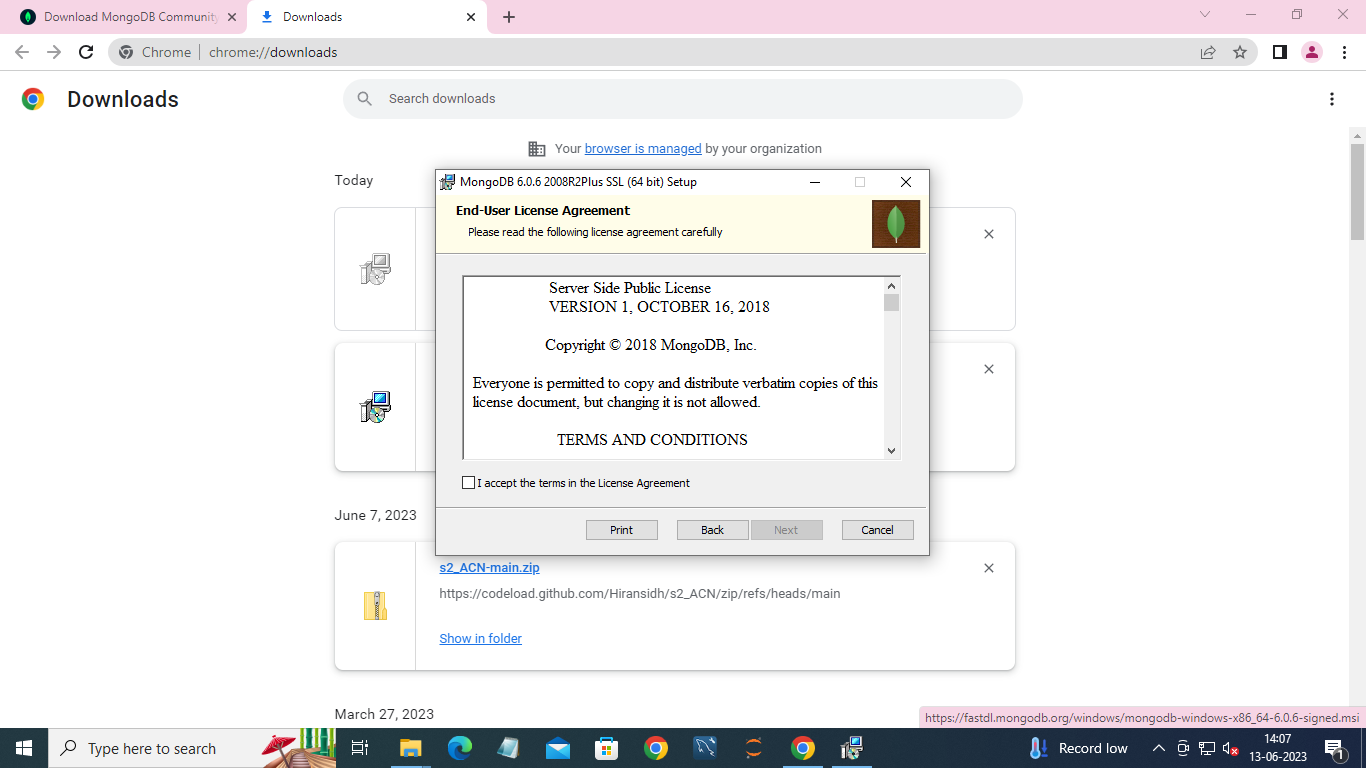 Download MongoDB Community
Downloads
Chrome
chrome://downloads
Downloads
Search downloads
Your browser is managed by your organization
Today
MongoDB 6.0.6 2008R2Plus SSL (64 bit) Setup
End-User License Agreement
Please read the following license agreement carefully
Server Side Public License
VERSION 1, OCTOBER 16, 2018
Copyright © 2018 MongoDB, Inc.
Everyone is permitted to copy and distribute verbatim copies of this
license document, but changing it is not allowed.
TERMS AND CONDITIONS
I accept the terms in the License Agreement
Print
Back
Next
Cancel
June 7, 2023
s2_ACN-main.zip
https://codeload.github.com/Hiransidh/s2_ACN/zip/refs/heads/main
Show in folder
March 27, 2023
https://fastdl.mongodb.org/windows/mongodb-windows-x86_64-6.0.6-signed.msi
Type here to search
Record low
14:07
13-06-2023
1